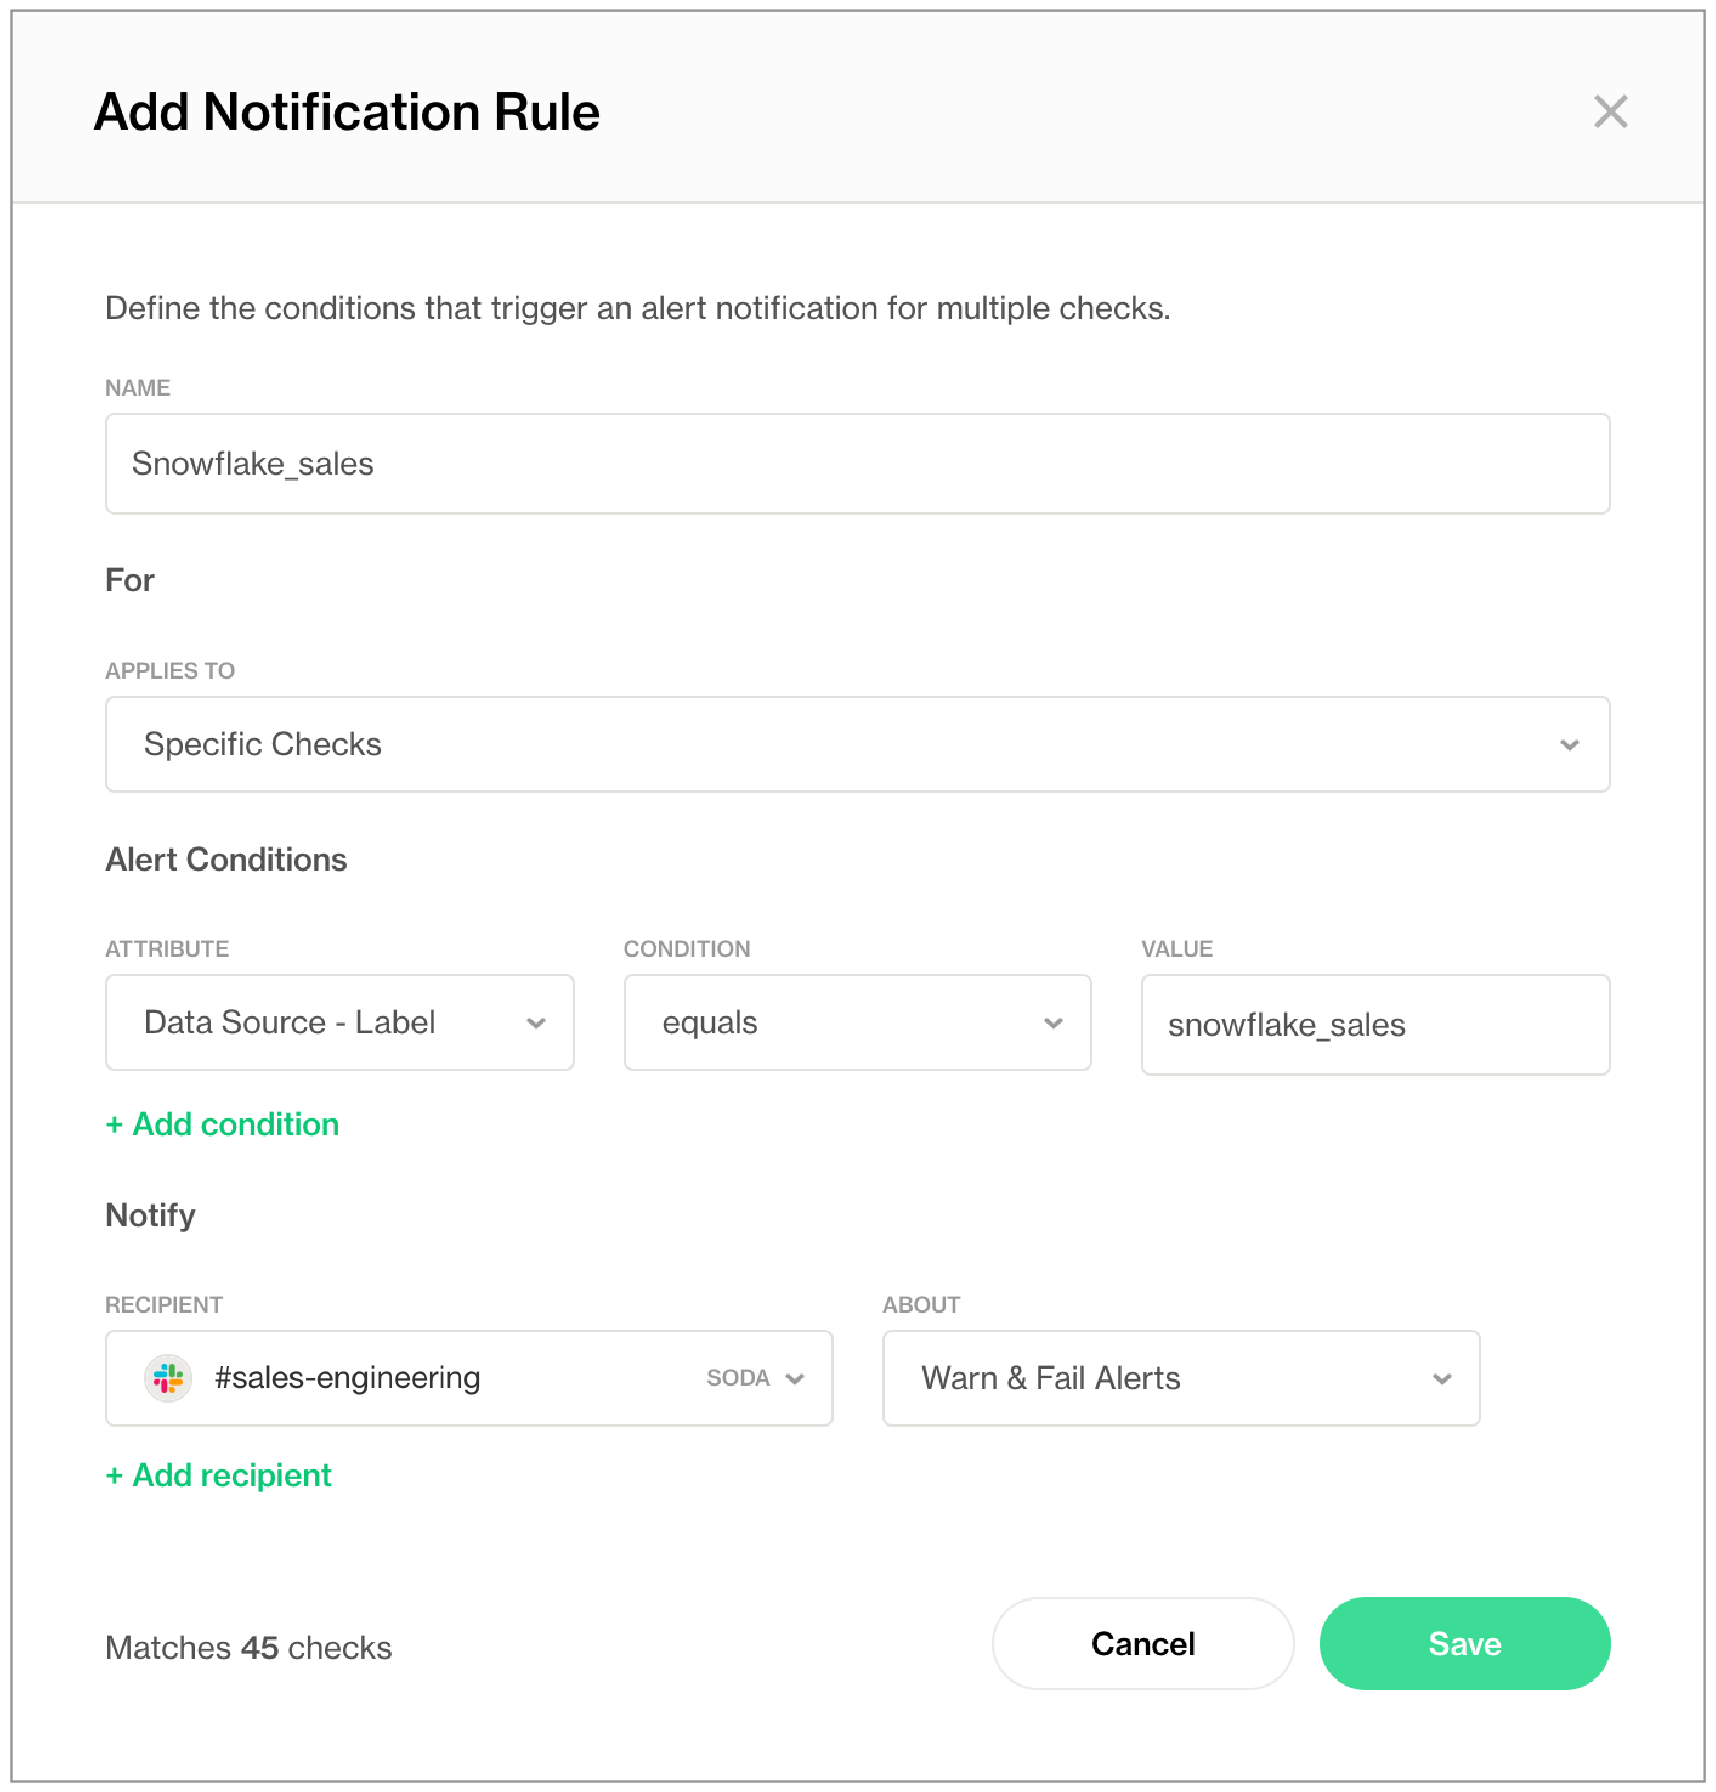 Add Notification Rule
Define the conditions that trigger an alert notification for multiple checks.
NAME
Snowflake_sales
For
APPLIES TO
Specific Checks
Alert Conditions
ATTRIBUTE CONDITION VALUE
Data Source - Label equals snowflake_sales
+ Add condition
Notify
RECIPIENT ABOUT
#sales-engineering SODA Warn & Fail Alerts
+ Add recipient
Matches 45 checks Cancel Save